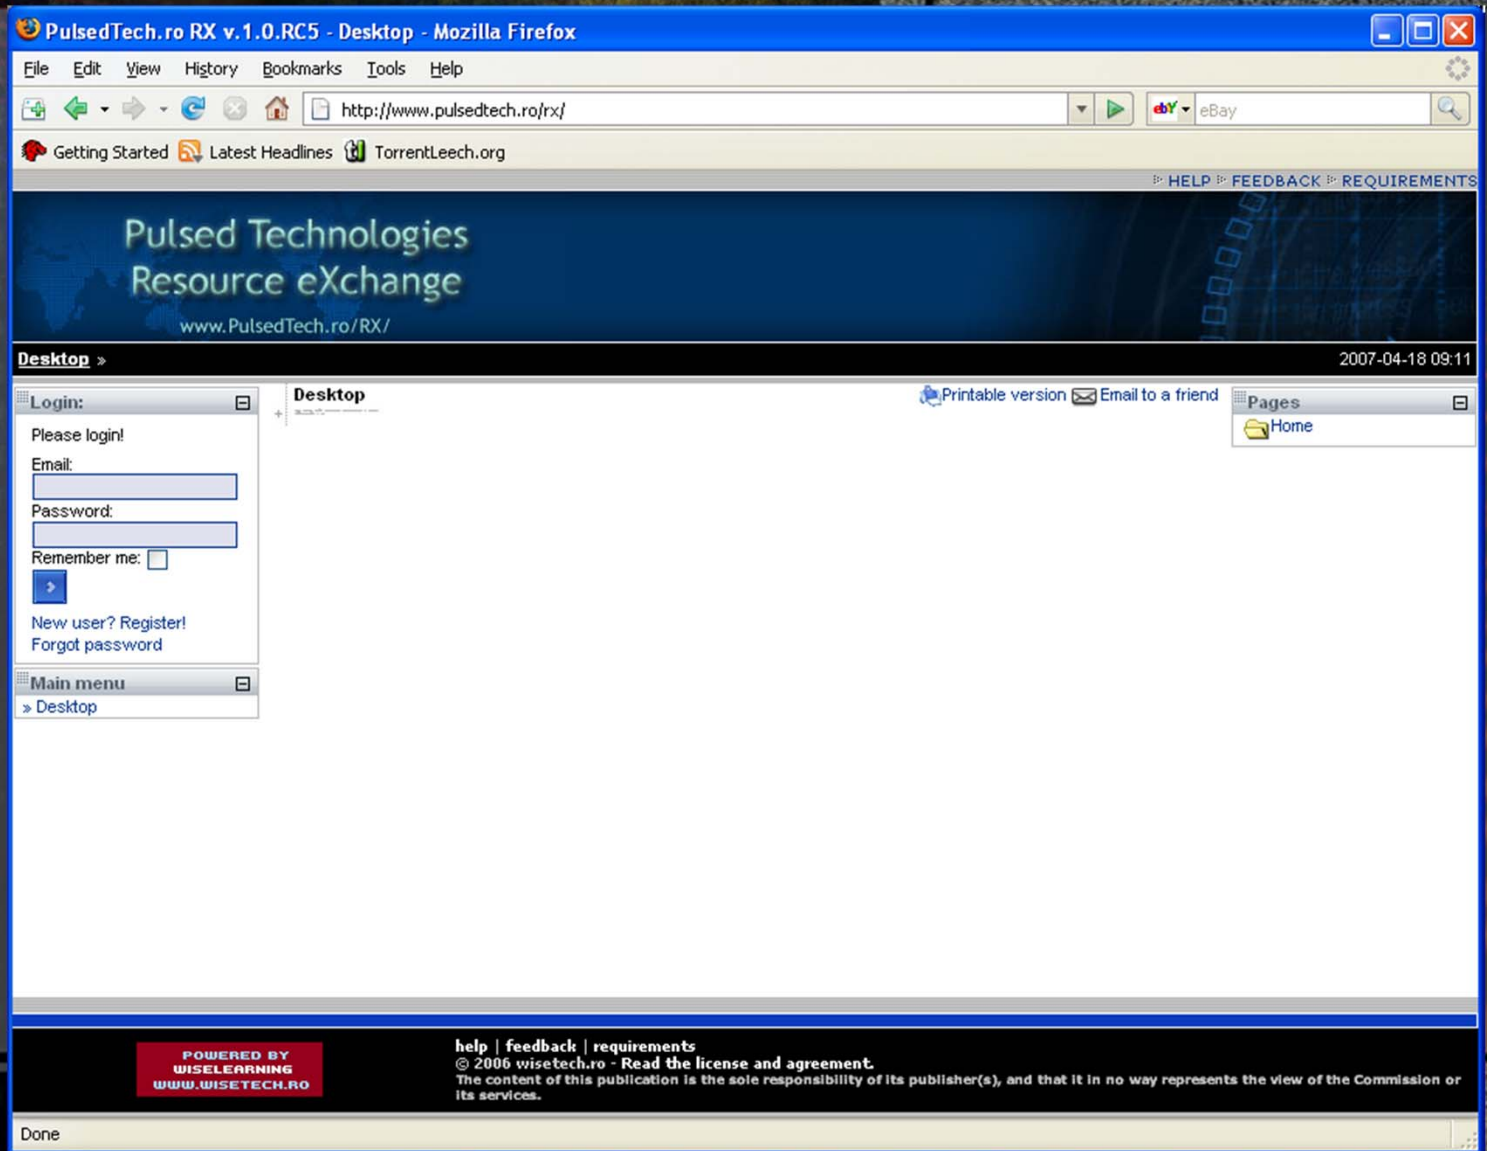 PulsedTech.ro RX v.1.0.RC5 - Desktop - Mozilla Firefox
File Edit View History Bookmarks Tools Help
http://www.pulsedtech.ro/rx/
ebY eBay
Getting Started Latest Headlines TorrentLeech.org
HELP FEEDBACK REQUIREMENTS
Pulsed Technologies
Resource eXchange
www.PulsedTech.ro/RX/
Desktop »
2007-04-18 09:11
Login:
Please login!
Email:
Password:
Remember me:
New user? Register!
Forgot password
Main menu
» Desktop
Desktop
Printable version Email to a friend
Pages
Home
POWERED BY
WISELEARNING
WWW.WISETECH.RO
help | feedback | requirements
© 2006 wisetech.ro - Read the license and agreement.
The content of this publication is the sole responsibility of its publisher(s), and that it in no way represents the view of the Commission or
its services.
Done